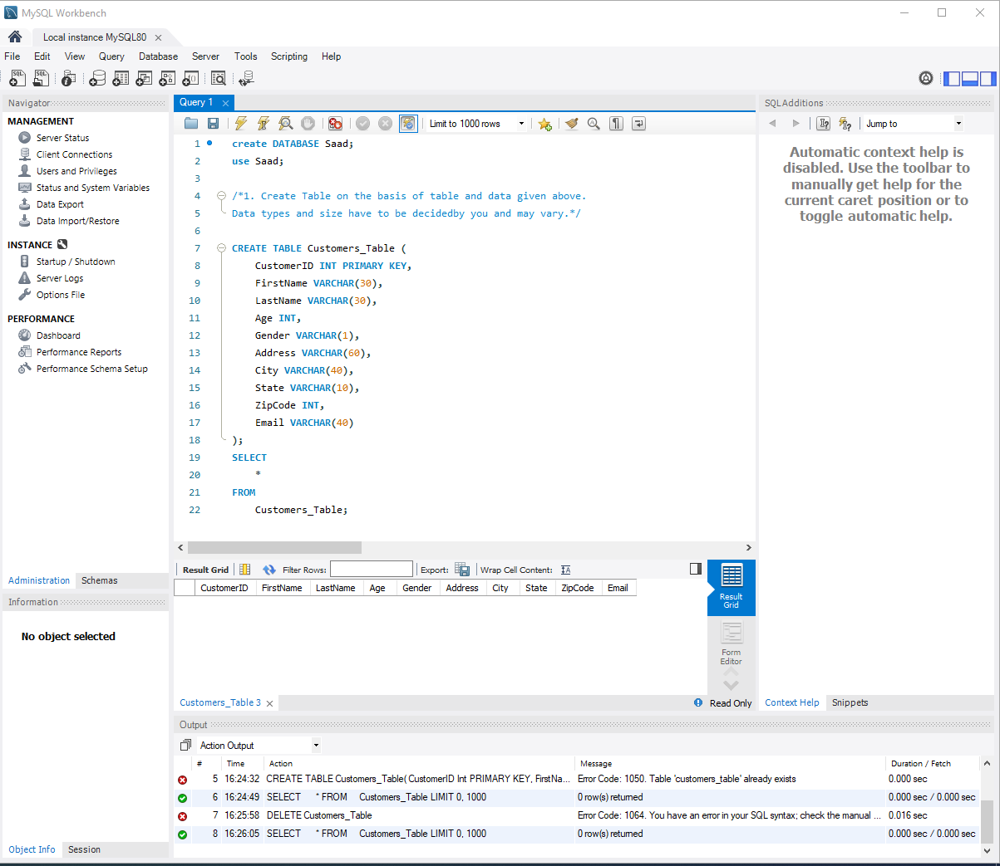 MySQL Workbench
Local instance MySQL80
File Edit View Query Database Server Tools Scripting Help
Navigator
MANAGEMENT
Server Status
Client Connections
Users and Privileges
Status and System Variables
Data Export
Data Import/Restore
INSTANCE
Startup / Shutdown
Server Logs
Options File
PERFORMANCE
Dashboard
Performance Reports
Performance Schema Setup
Administration Schemas
Information
No object selected
Object Info Session
Query 1
Limit to 1000 rows
1 create DATABASE Saad;
2 use Saad;
3
4 /*1. Create Table on the basis of table and data given above.
5 Data types and size have to be decidedby you and may vary.*/
6
7 CREATE TABLE Customers_Table (
8 CustomerID INT PRIMARY KEY,
9 FirstName VARCHAR(30),
10 LastName VARCHAR(30),
11 Age INT,
12 Gender VARCHAR(1),
13 Address VARCHAR(60),
14 City VARCHAR(40),
15 State VARCHAR(10),
16 ZipCode INT,
17 Email VARCHAR(40)
18 );
19 SELECT
20 *
21 FROM
22 Customers_Table;
Result Grid Filter Rows: Export: Wrap Cell Content:
CustomerID FirstName LastName Age Gender Address City State ZipCode Email
Result
Grid
Form
Editor
Customers_Table 3
Read Only
SQLAdditions
Jump to
Automatic context help is
disabled. Use the toolbar to
manually get help for the
current caret position or to
toggle automatic help.
Context Help Snippets
Output
Action Output
# Time Action Message Duration / Fetch
5 16:24:32 CREATE TABLE Customers_Table( CustomerID Int PRIMARY KEY, FirstNa... Error Code: 1050. Table 'customers_table' already exists 0.000 sec
6 16:24:49 SELECT * FROM Customers_Table LIMIT 0, 1000 0 row(s) returned 0.000 sec / 0.000 sec
7 16:25:58 DELETE Customers_Table Error Code: 1064. You have an error in your SQL syntax; check the manual ... 0.016 sec
8 16:26:05 SELECT * FROM Customers_Table LIMIT 0, 1000 0 row(s) returned 0.000 sec / 0.000 sec